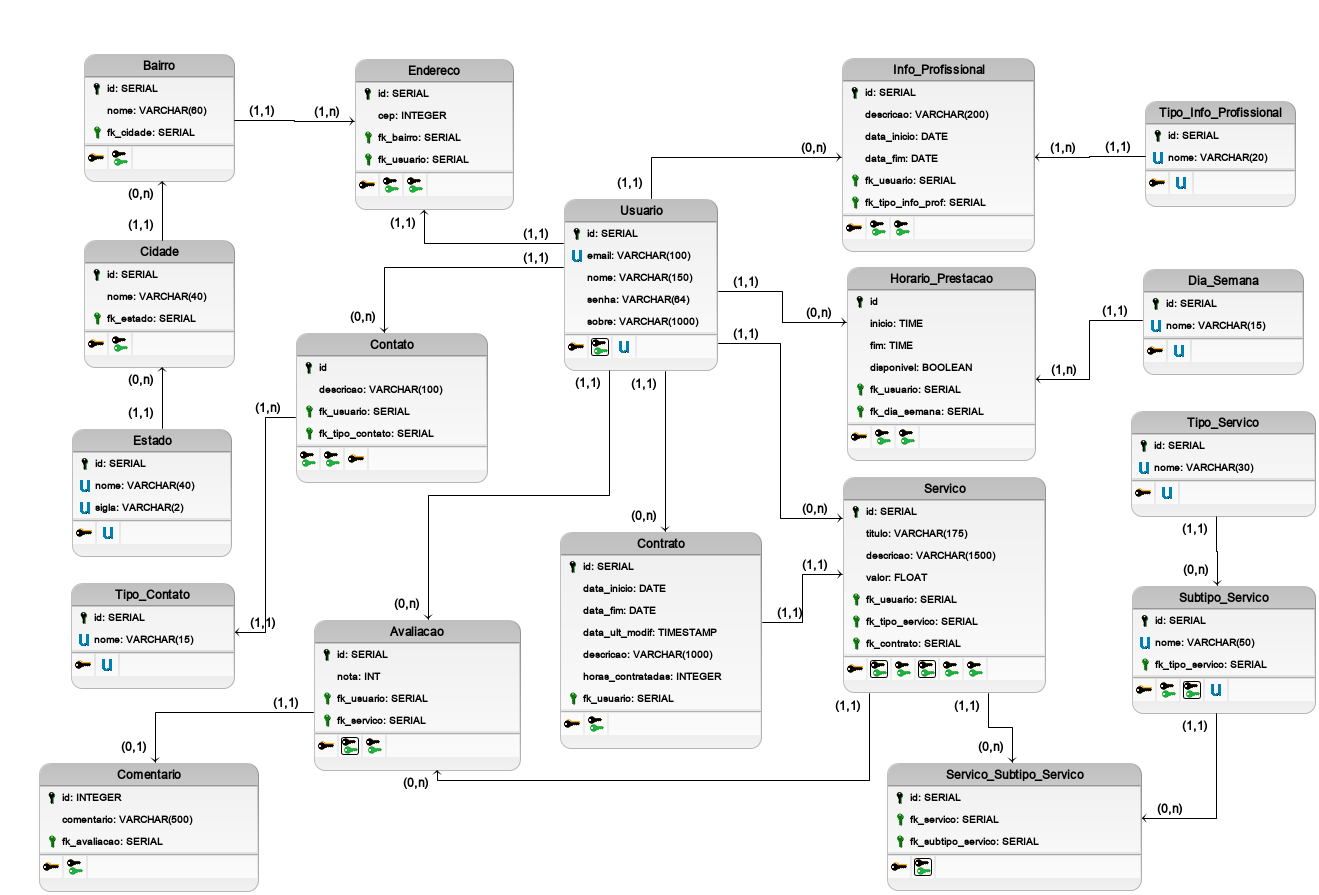 Bairro
id: SERIAL
nome: VARCHAR(60)
fk_cidade: SERIAL
(1,1)
(1,n)
Endereco
id: SERIAL
cep: INTEGER
fk_bairro: SERIAL
fk_usuario: SERIAL
Info_Profissional
id: SERIAL
descricao: VARCHAR(200)
data_inicio: DATE
data_fim: DATE
fk_usuario: SERIAL
fk_tipo_info_prof: SERIAL
(0,n)
(1,1)
(1,n)
(1,1)
Tipo_Info_Profissional
id: SERIAL
u nome: VARCHAR(20)
u
(0,n)
(1,1)
(1,1)
(1,1)
(1,1)
(0,n)
Cidade
id: SERIAL
nome: VARCHAR(40)
fk_estado: SERIAL
Usuario
id: SERIAL
u email: VARCHAR(100)
nome: VARCHAR(150)
senha: VARCHAR(64)
sobre: VARCHAR(1000)
u
(1,1)
(0,n)
(1,1)
Horario_Prestacao
id
inicio: TIME
fim: TIME
disponivel: BOOLEAN
fk_usuario: SERIAL
fk_dia_semana: SERIAL
(1,1)
(1,n)
Dia_Semana
id: SERIAL
u nome: VARCHAR(15)
u
Contato
id
descricao: VARCHAR(100)
fk_usuario: SERIAL
fk_tipo_contato: SERIAL
(0,n)
(1,1)
(1,n)
(1,1)
(1,1)
(1,1)
Estado
id: SERIAL
u nome: VARCHAR(40)
u sigla: VARCHAR(2)
u
Tipo_Servico
id: SERIAL
u nome: VARCHAR(30)
u
(1,1)
(0,n)
Servico
id: SERIAL
titulo: VARCHAR(175)
descricao: VARCHAR(1500)
valor: FLOAT
fk_usuario: SERIAL
fk_tipo_servico: SERIAL
fk_contrato: SERIAL
(0,n)
(0,n)
(1,1)
(1,1)
Contrato
id: SERIAL
data_inicio: DATE
data_fim: DATE
data_ult_modif: TIMESTAMP
descricao: VARCHAR(1000)
horas_contratadas: INTEGER
fk_usuario: SERIAL
Tipo_Contato
id: SERIAL
u nome: VARCHAR(15)
u
(0,n)
Avaliacao
id: SERIAL
nota: INT
fk_usuario: SERIAL
fk_servico: SERIAL
Subtipo_Servico
id: SERIAL
u nome: VARCHAR(50)
fk_tipo_servico: SERIAL
u
(1,1)
(0,1)
(0,n)
(1,1)
(1,1)
(0,n)
(1,1)
(0,n)
Comentario
id: INTEGER
comentario: VARCHAR(500)
fk_avaliacao: SERIAL
Servico_Subtipo_Servico
id: SERIAL
fk_servico: SERIAL
fk_subtipo_servico: SERIAL